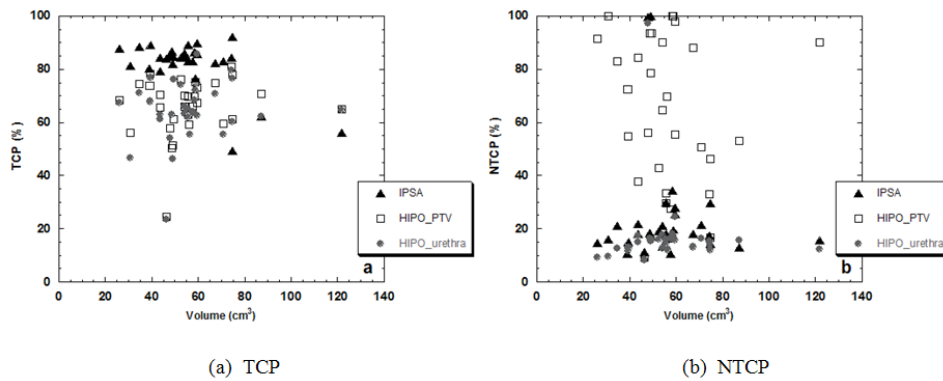 100
80
60
40
20
0
TCP (%)
IPSA
HIPO_PTV
HIPO_urethra
a
0 20 40 60 80 100 120 140
Volume (cm³)
100
80
60
40
20
0
NTCP (%)
IPSA
HIPO_PTV
HIPO_urethra
b
0 20 40 60 80 100 120 140
Volume (cm³)
(a) TCP
(b) NTCP